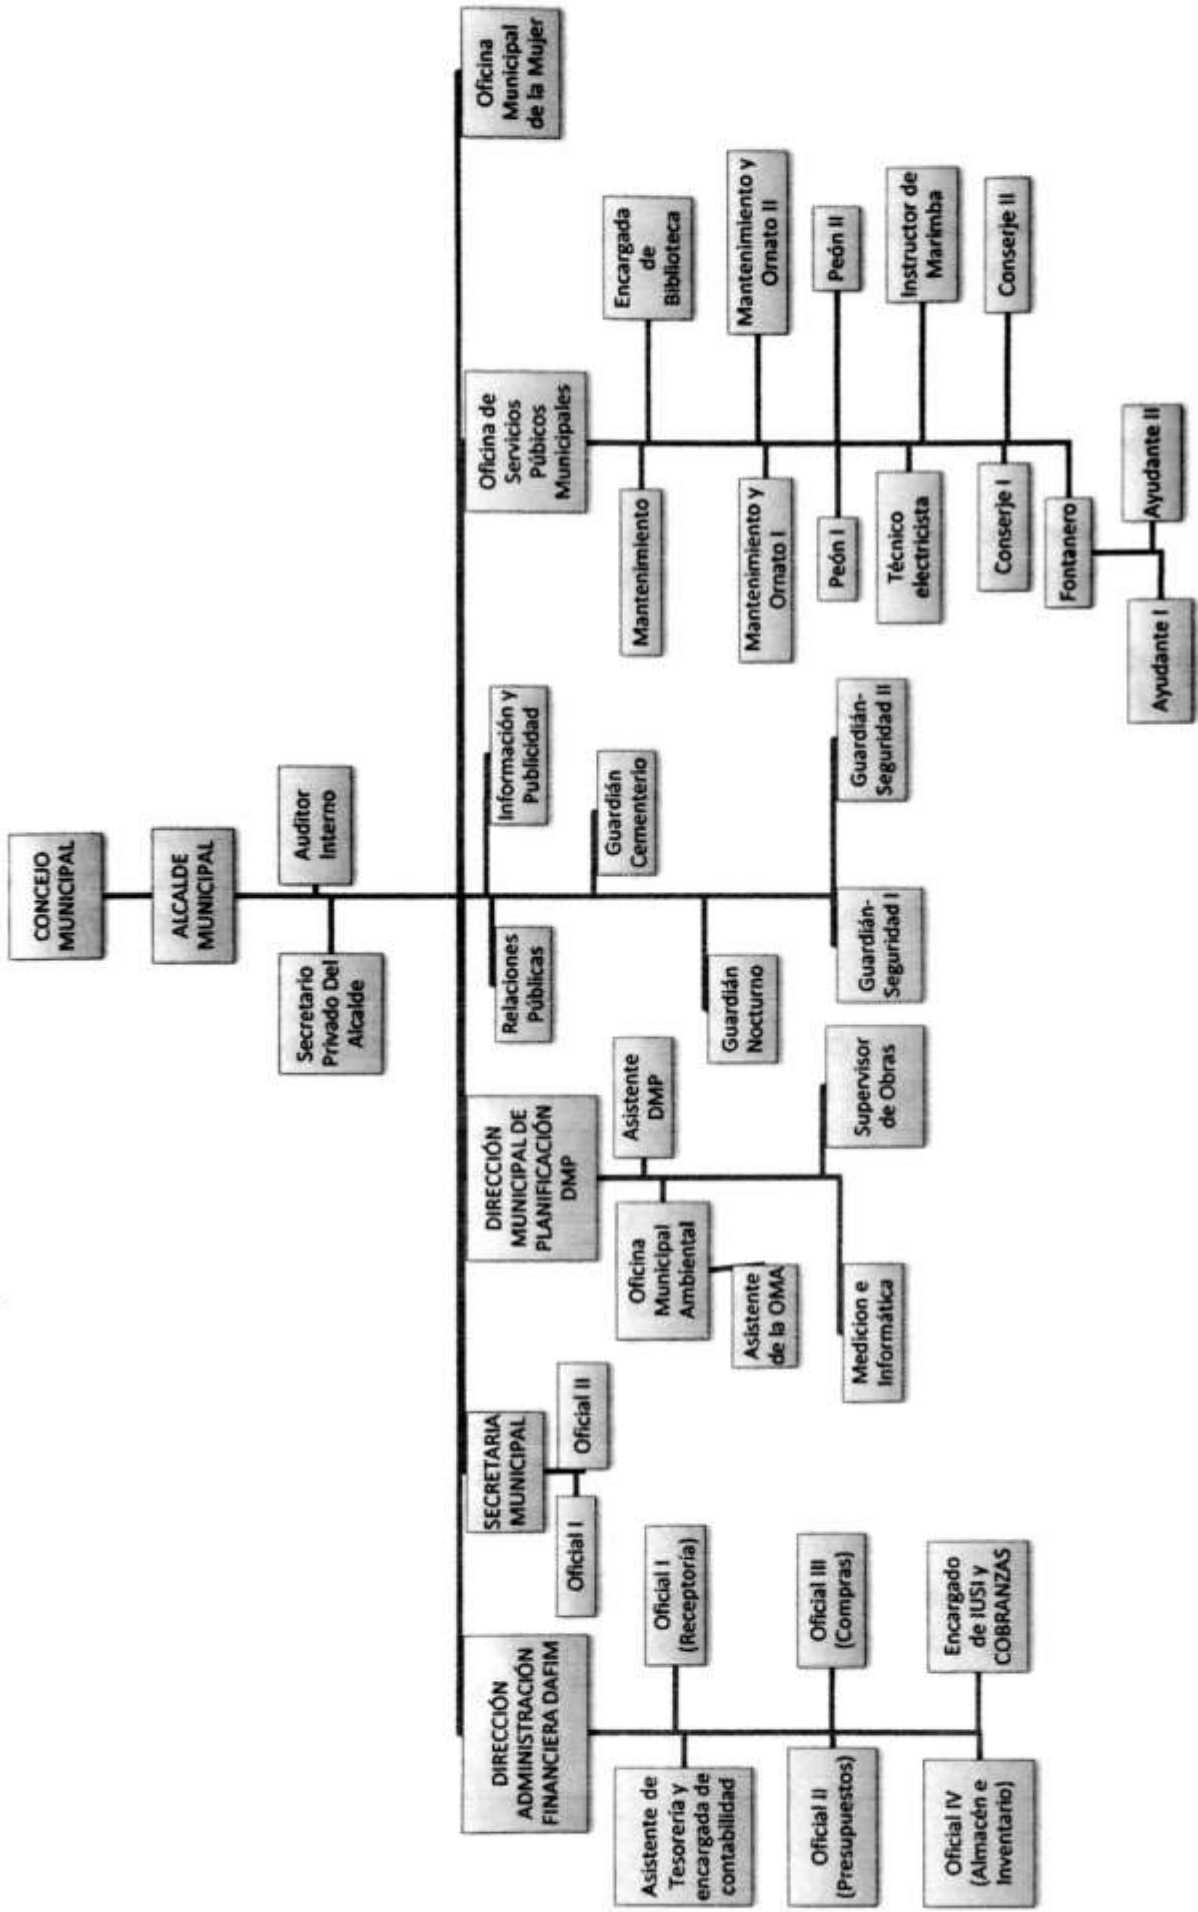 CONCEJO
MUNICIPAL
ALCALDE
MUNICIPAL
Secretario
Privado Del
Alcalde
Auditor
Interno
DIRECCIÓN
ADMINISTRACIÓN
FINANCIERA DAFIM
Asistente de
Tesorería y
encargada de
contabilidad
Oficial I
(Receptoría)
Oficial II
(Presupuestos)
Oficial III
(Compras)
Oficial IV
(Almacén e
Inventario)
Encargado
de IUSI y
COBRANZAS
SECRETARIA
MUNICIPAL
Oficial I
Oficial II
DIRECCIÓN
MUNICIPAL DE
PLANIFICACIÓN
DMP
Oficina
Municipal
Ambiental
Asistente
DMP
Asistente
de la OMA
Medicion e
Informática
Supervisor
de Obras
Relaciones
Públicas
Información y
Publicidad
Guardián
Cementerio
Guardián
Nocturno
Guardián-
Seguridad I
Guardián-
Seguridad II
Oficina de
Servicios
Púbicos
Municipales
Mantenimiento
Encargada
de
Biblioteca
Mantenimiento y
Ornato I
Mantenimiento y
Ornato II
Peón I
Peón II
Técnico
electricista
Instructor de
Marimba
Conserje I
Conserje II
Fontanero
Ayudante I
Ayudante II
Oficina
Municipal
de la Mujer